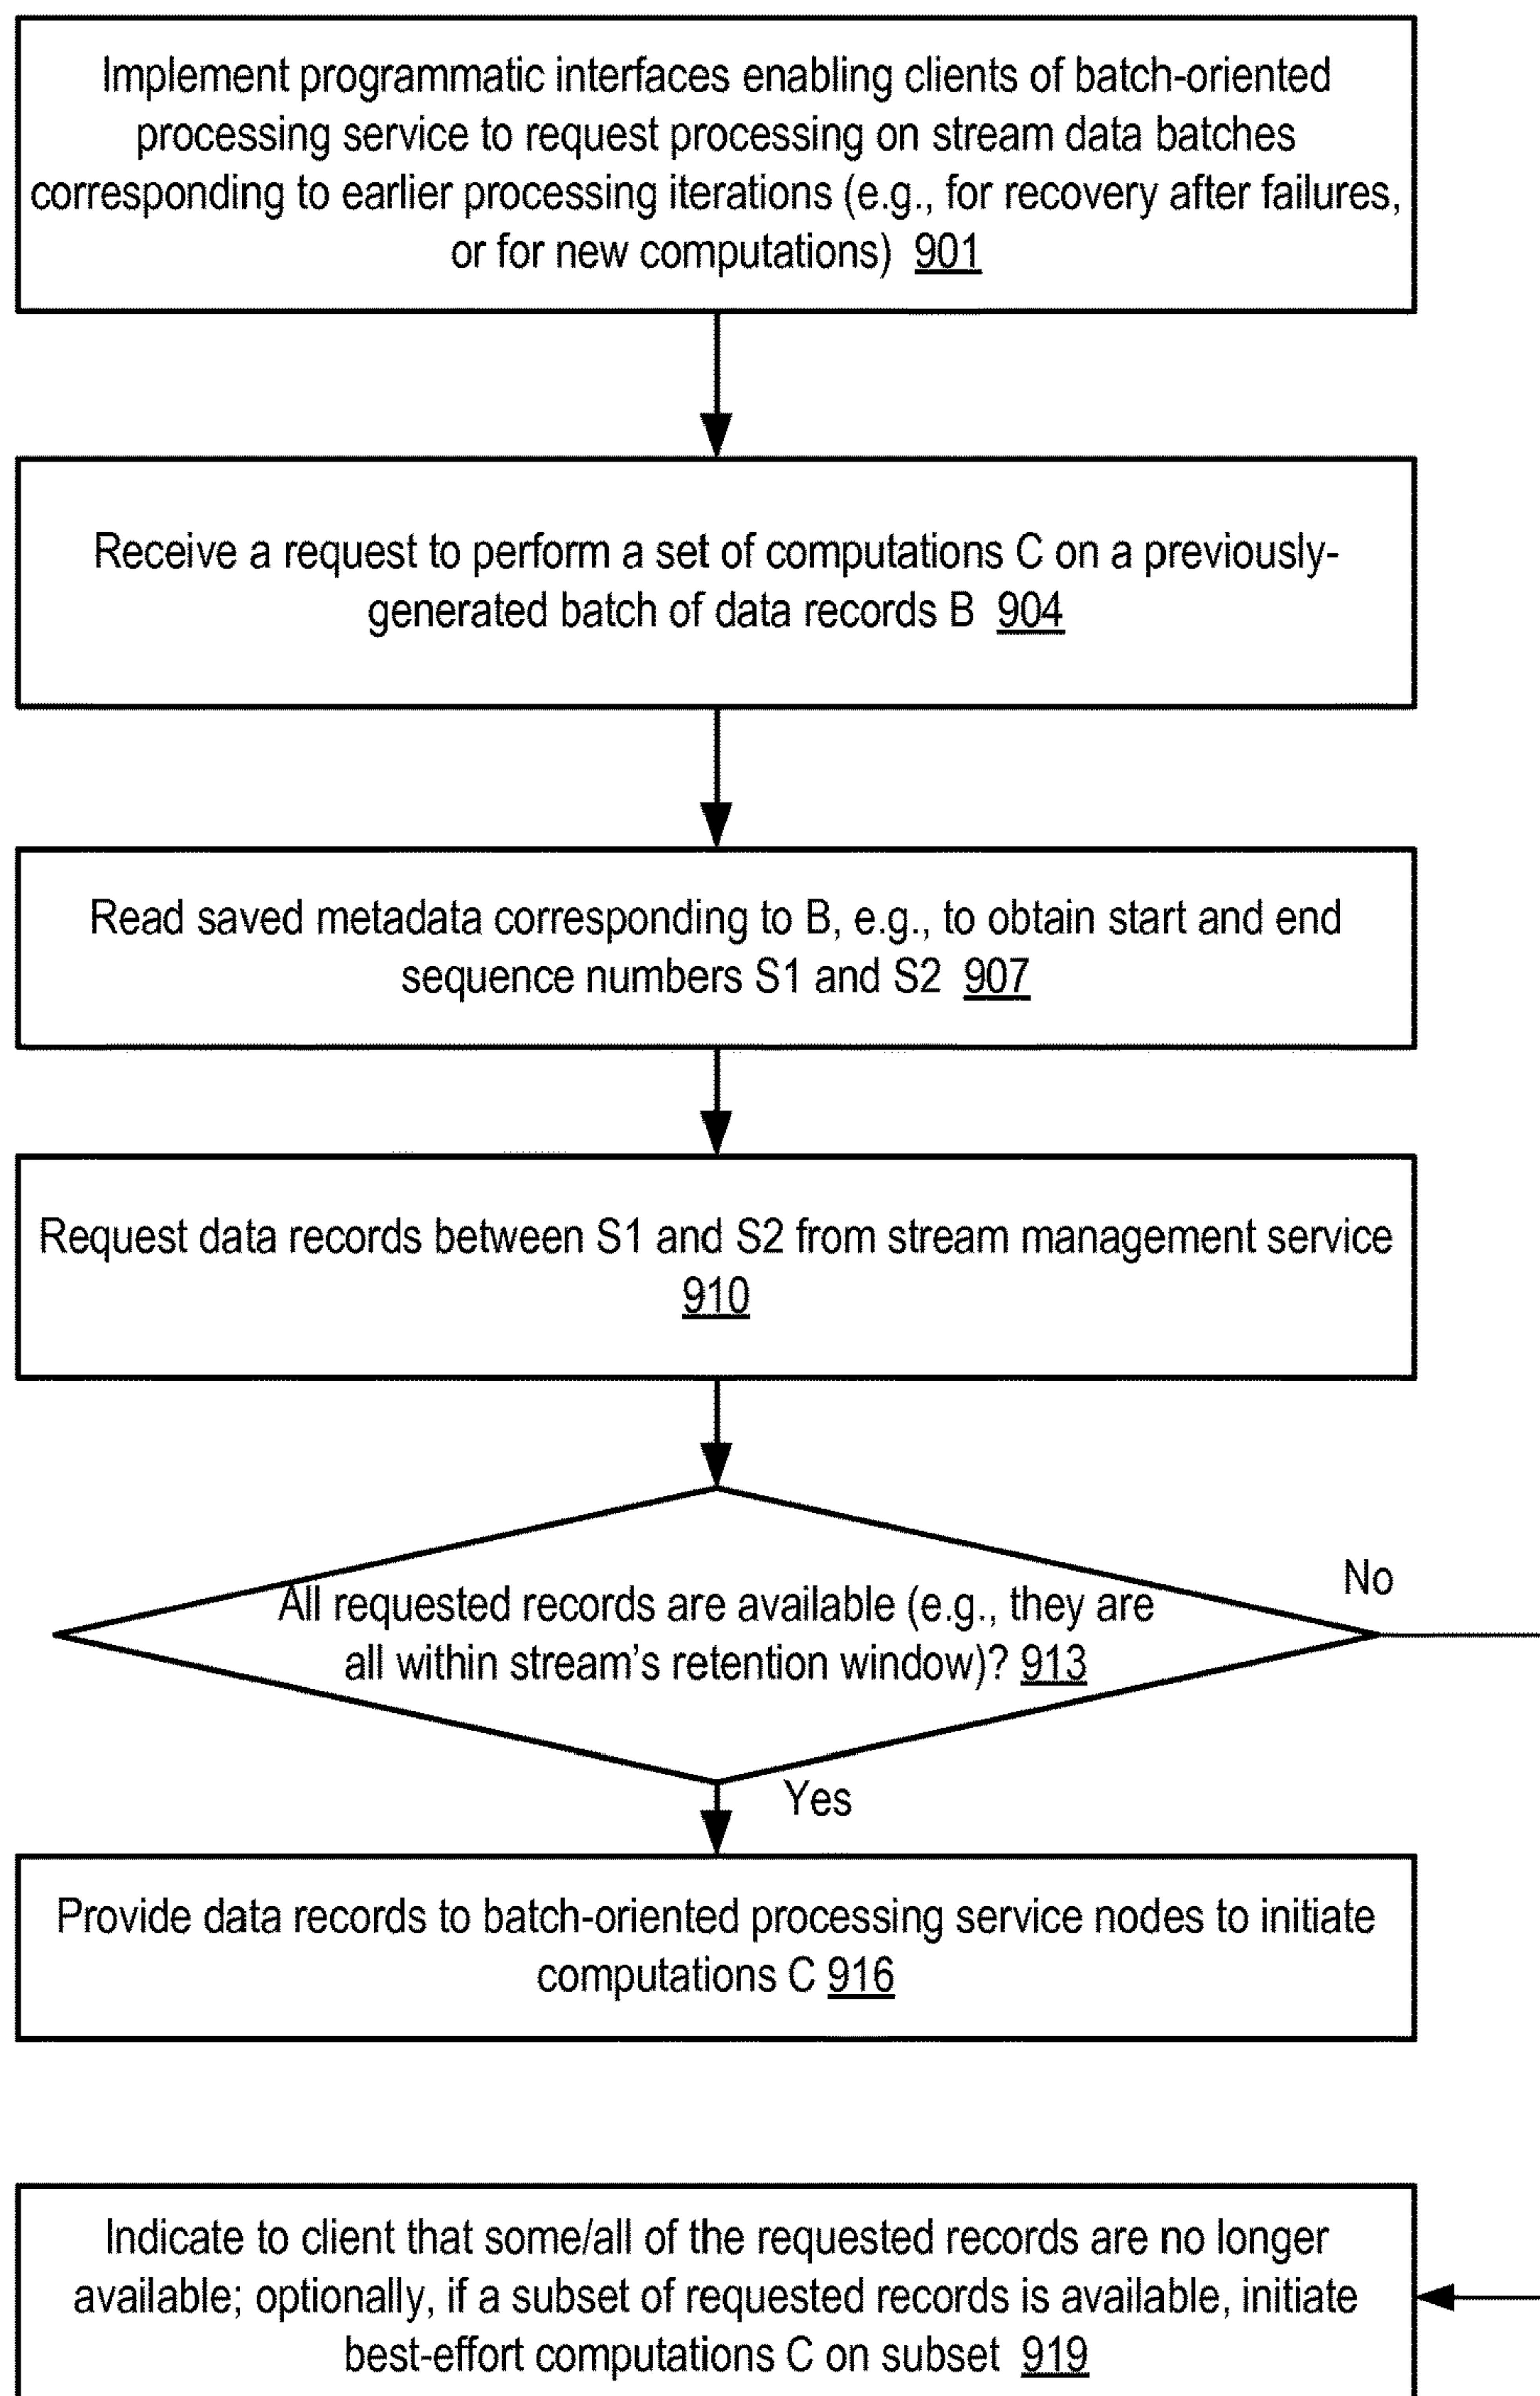 Implement programmatic interfaces enabling clients of batch-oriented
processing service to request processing on stream data batches
corresponding to earlier processing iterations (e.g., for recovery after failures,
or for new computations) 901
Receive a request to perform a set of computations C on a previously-
generated batch of data records B 904
Read saved metadata corresponding to B, e.g., to obtain start and end
sequence numbers S1 and S2 907
Request data records between S1 and S2 from stream management service
910
All requested records are available (e.g., they are
all within stream's retention window)? 913
No
Yes
Provide data records to batch-oriented processing service nodes to initiate
computations C 916
Indicate to client that some/all of the requested records are no longer
available; optionally, if a subset of requested records is available, initiate
best-effort computations C on subset 919